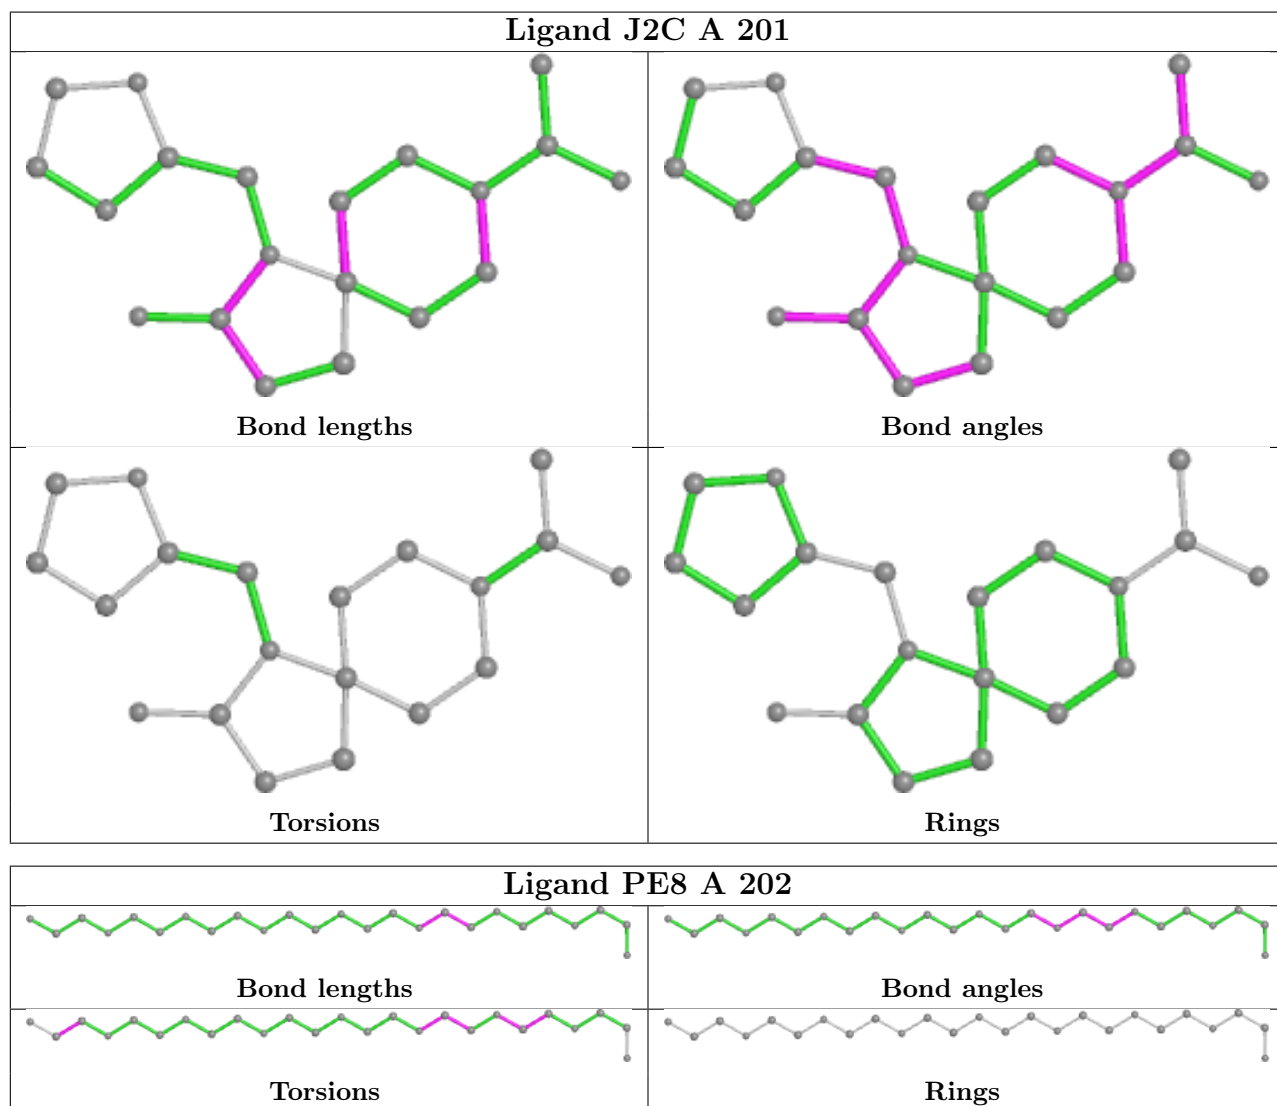 Ligand J2C A 201
Bond lengths
Bond angles
Torsions
Rings
Ligand PE8 A 202
Bond lengths
Bond angles
Torsions
Rings